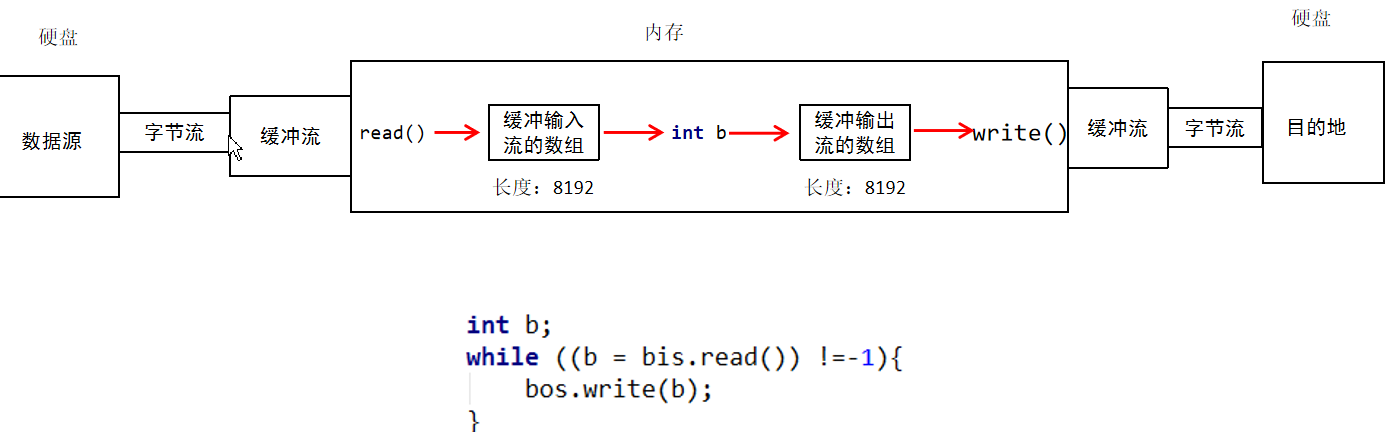 硬盘
内存
硬盘
数据源
字节流
缓冲流
read()
缓冲输入
流的数组
int b
缓冲输出
流的数组
write()
缓冲流
字节流
目的地
长度：8192
长度：8192
int b;
while ((b = bis.read()) !=-1){
bos.write(b);
}